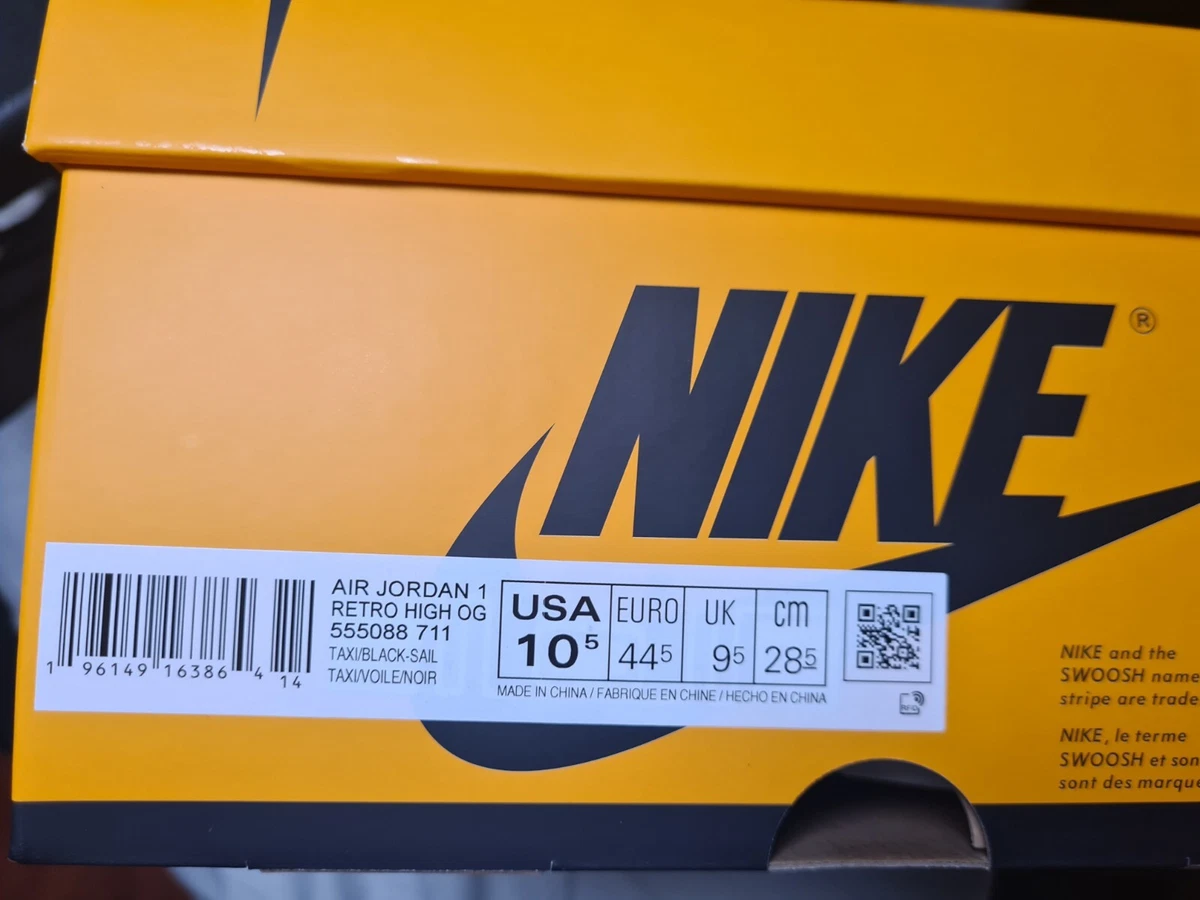 NIKE®
AIR JORDAN 1
RETRO HIGH OG
555088 711
TAXI/BLACK-SAIL
TAXI/VOILE/NOIR
1 96149 16386 4 14
USA EURO UK cm
10⁵ 44⁵ 9⁵ 28⁵
MADE IN CHINA / FABRIQUE EN CHINE / HECHO EN CHINA
RFID
NIKE and the
SWOOSH name
stripe are trade
NIKE, le terme
SWOOSH et son
sont des marque